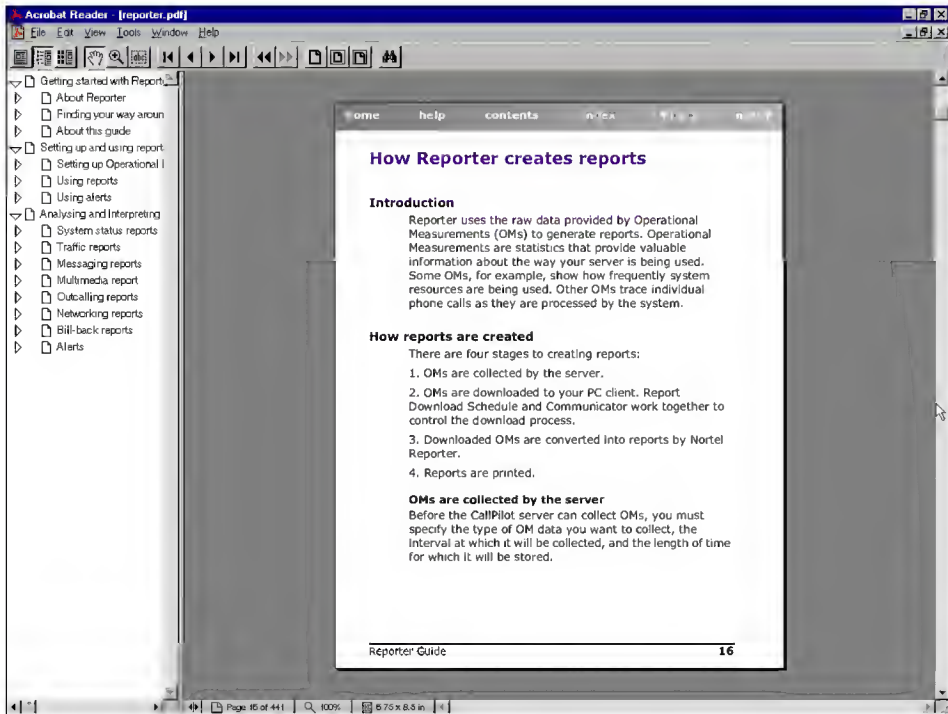 Acrobat Reader - [reporter.pdf]
File Edit View Tools Window Help
Getting started with Report
About Reporter
Finding your way aroun
About this guide
Setting up and using report
Setting up Operational
Using reports
Using alerts
Analysing and Interpreting
System status reports
Traffic reports
Messaging reports
Multimedia report
Outcalling reports
Networking reports
Bill-back reports
Alerts
help contents
How Reporter creates reports
Introduction
Reporter uses the raw data provided by Operational
Measurements (OMs) to generate reports. Operational
Measurements are statistics that provide valuable
information about the way your server is being used.
Some OMs, for example, show how frequently system
resources are being used. Other OMs trace individual
phone calls as they are processed by the system.
How reports are created
There are four stages to creating reports:
1. OMs are collected by the server.
2. OMs are downloaded to your PC client. Report
Download Schedule and Communicator work together to
control the download process.
3. Downloaded OMs are converted into reports by Nortel
Reporter.
4. Reports are printed.
OMs are collected by the server
Before the CallPilot server can collect OMs, you must
specify the type of OM data you want to collect, the
interval at which it will be collected, and the length of time
for which it will be stored.
Reporter Guide 16
Page of 441 100% 6.75 x 8.5 in